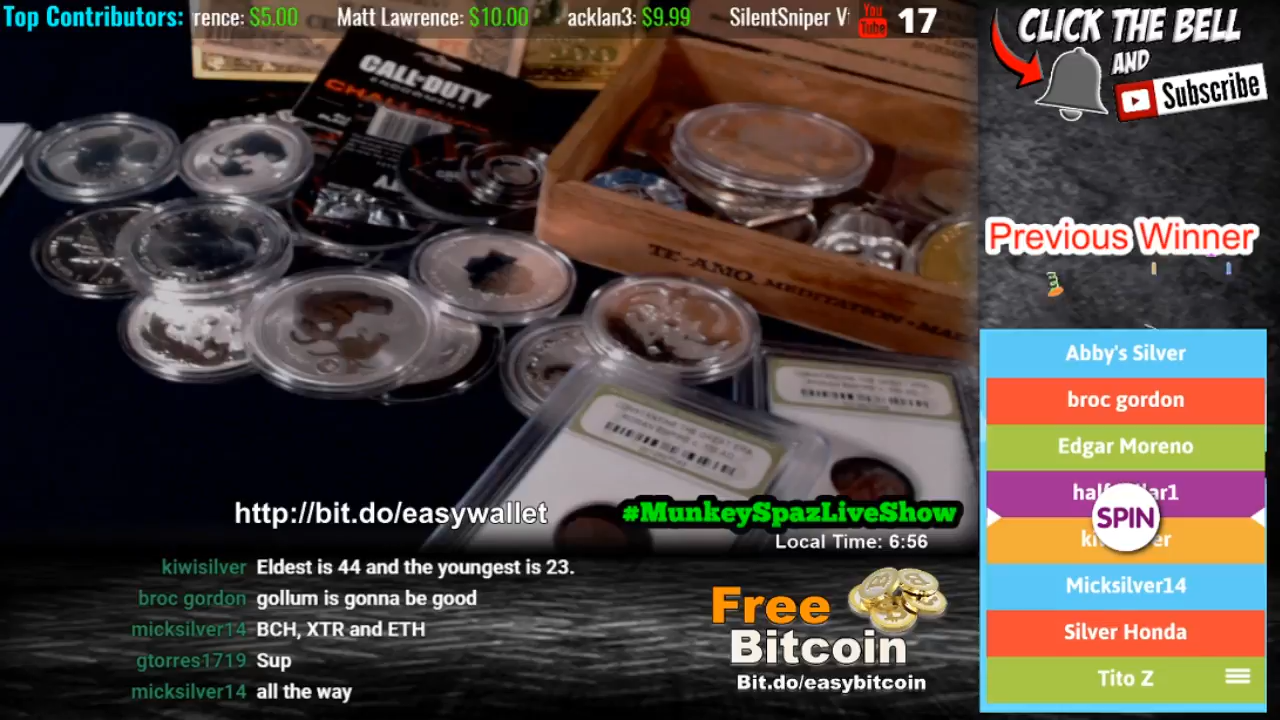 Top Contributors: rence: $5.00 Matt Lawrence: $10.00 acklan3: $9.99 SilentSniper
You
Tube
17
CLICK THE BELL
AND
Subscribe
CALL OF DUTY
Previous Winner
TE-AMO, MEDITATION
Abby's Silver
broc gordon
Edgar Moreno
SPIN
Micksilver14
Silver Honda
Tito Z
http://bit.do/easywallet
#MunkeySpazLiveShow
Local Time: 6:56
kiwisilver Eldest is 44 and the youngest is 23.
broc gordon gollum is gonna be good
micksilver14 BCH, XTR and ETH
gtorres1719 Sup
micksilver14 all the way
Free
Bitcoin
Bit.do/easybitcoin